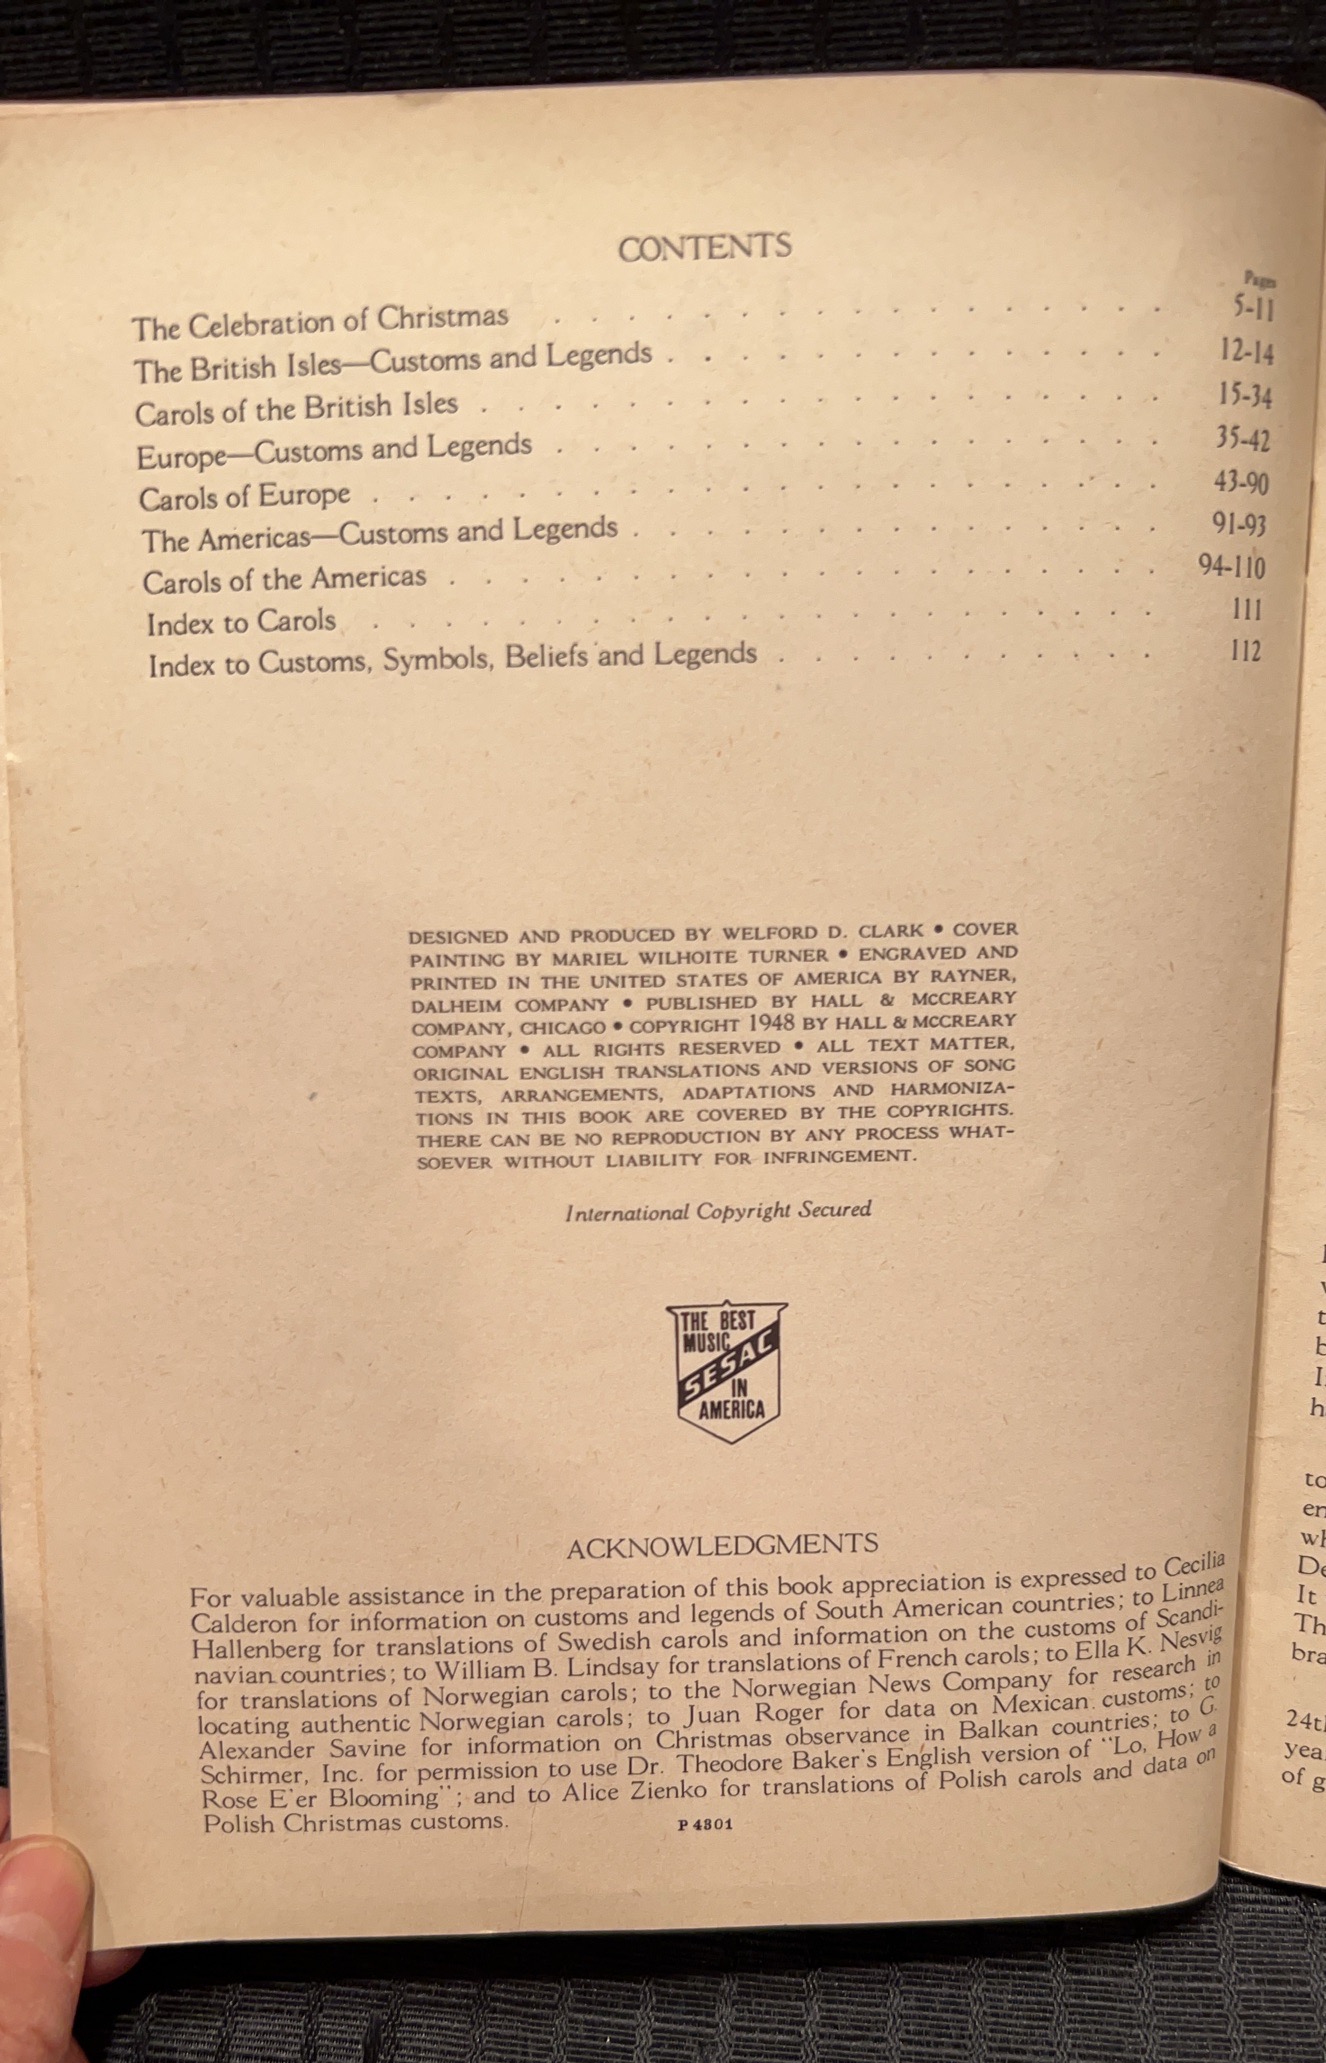 CONTENTS
Pages
The Celebration of Christmas . . . . . . . . . . . . . . . . . 5-11
The British Isles—Customs and Legends . . . . . . . . . . . . . . 12-14
Carols of the British Isles . . . . . . . . . . . . . . . . . . . 15-34
Europe—Customs and Legends . . . . . . . . . . . . . . . . . 35-42
Carols of Europe . . . . . . . . . . . . . . . . . . . . . . 43-90
The Americas—Customs and Legends . . . . . . . . . . . . . . . 91-93
Carols of the Americas . . . . . . . . . . . . . . . . . . . . 94-110
Index to Carols . . . . . . . . . . . . . . . . . . . . . . 111
Index to Customs, Symbols, Beliefs and Legends . . . . . . . . . . . 112
DESIGNED AND PRODUCED BY WELFORD D. CLARK • COVER
PAINTING BY MARIEL WILHOITE TURNER • ENGRAVED AND
PRINTED IN THE UNITED STATES OF AMERICA BY RAYNER,
DALHEIM COMPANY • PUBLISHED BY HALL & McCREARY
COMPANY, CHICAGO • COPYRIGHT 1948 BY HALL & McCREARY
COMPANY • ALL RIGHTS RESERVED • ALL TEXT MATTER,
ORIGINAL ENGLISH TRANSLATIONS AND VERSIONS OF SONG
TEXTS, ARRANGEMENTS, ADAPTATIONS AND HARMONIZA-
TIONS IN THIS BOOK ARE COVERED BY THE COPYRIGHTS.
THERE CAN BE NO REPRODUCTION BY ANY PROCESS WHAT-
SOEVER WITHOUT LIABILITY FOR INFRINGEMENT.
International Copyright Secured
THE BEST
MUSIC
SESAC
IN
AMERICA
ACKNOWLEDGMENTS
For valuable assistance in the preparation of this book appreciation is expressed to Cecilia
Calderon for information on customs and legends of South American countries; to Linnea
Hallenberg for translations of Swedish carols and information on the customs of Scandi-
navian countries; to William B. Lindsay for translations of French carols; to Ella K. Nesvig
for translations of Norwegian carols; to the Norwegian News Company for research in
locating authentic Norwegian carols; to Juan Roger for data on Mexican customs; to
Alexander Savine for information on Christmas observance in Balkan countries; to G.
Schirmer, Inc. for permission to use Dr. Theodore Baker's English version of "Lo, How a
Rose E'er Blooming"; and to Alice Zienko for translations of Polish carols and data on
Polish Christmas customs.
P 4801
to
It
24th
of g